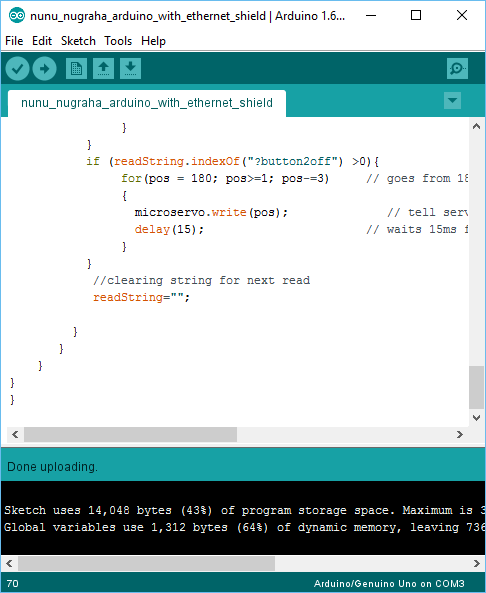 nunu_nugraha_arduino_with_ethernet_shield | Arduino 1.6...
File Edit Sketch Tools Help
nunu_nugraha_arduino_with_ethernet_shield
}
}
if (readString.indexOf("?button2off") >0){
for(pos = 180; pos>=1; pos-=3) // goes from 18
{
microservo.write(pos); // tell serv
delay(15); // waits 15ms f
}
}
//clearing string for next read
readString="";
}
}
}
}
}
Done uploading.
Sketch uses 14,048 bytes (43%) of program storage space. Maximum is 3
Global variables use 1,312 bytes (64%) of dynamic memory, leaving 736
70 Arduino/Genuino Uno on COM3